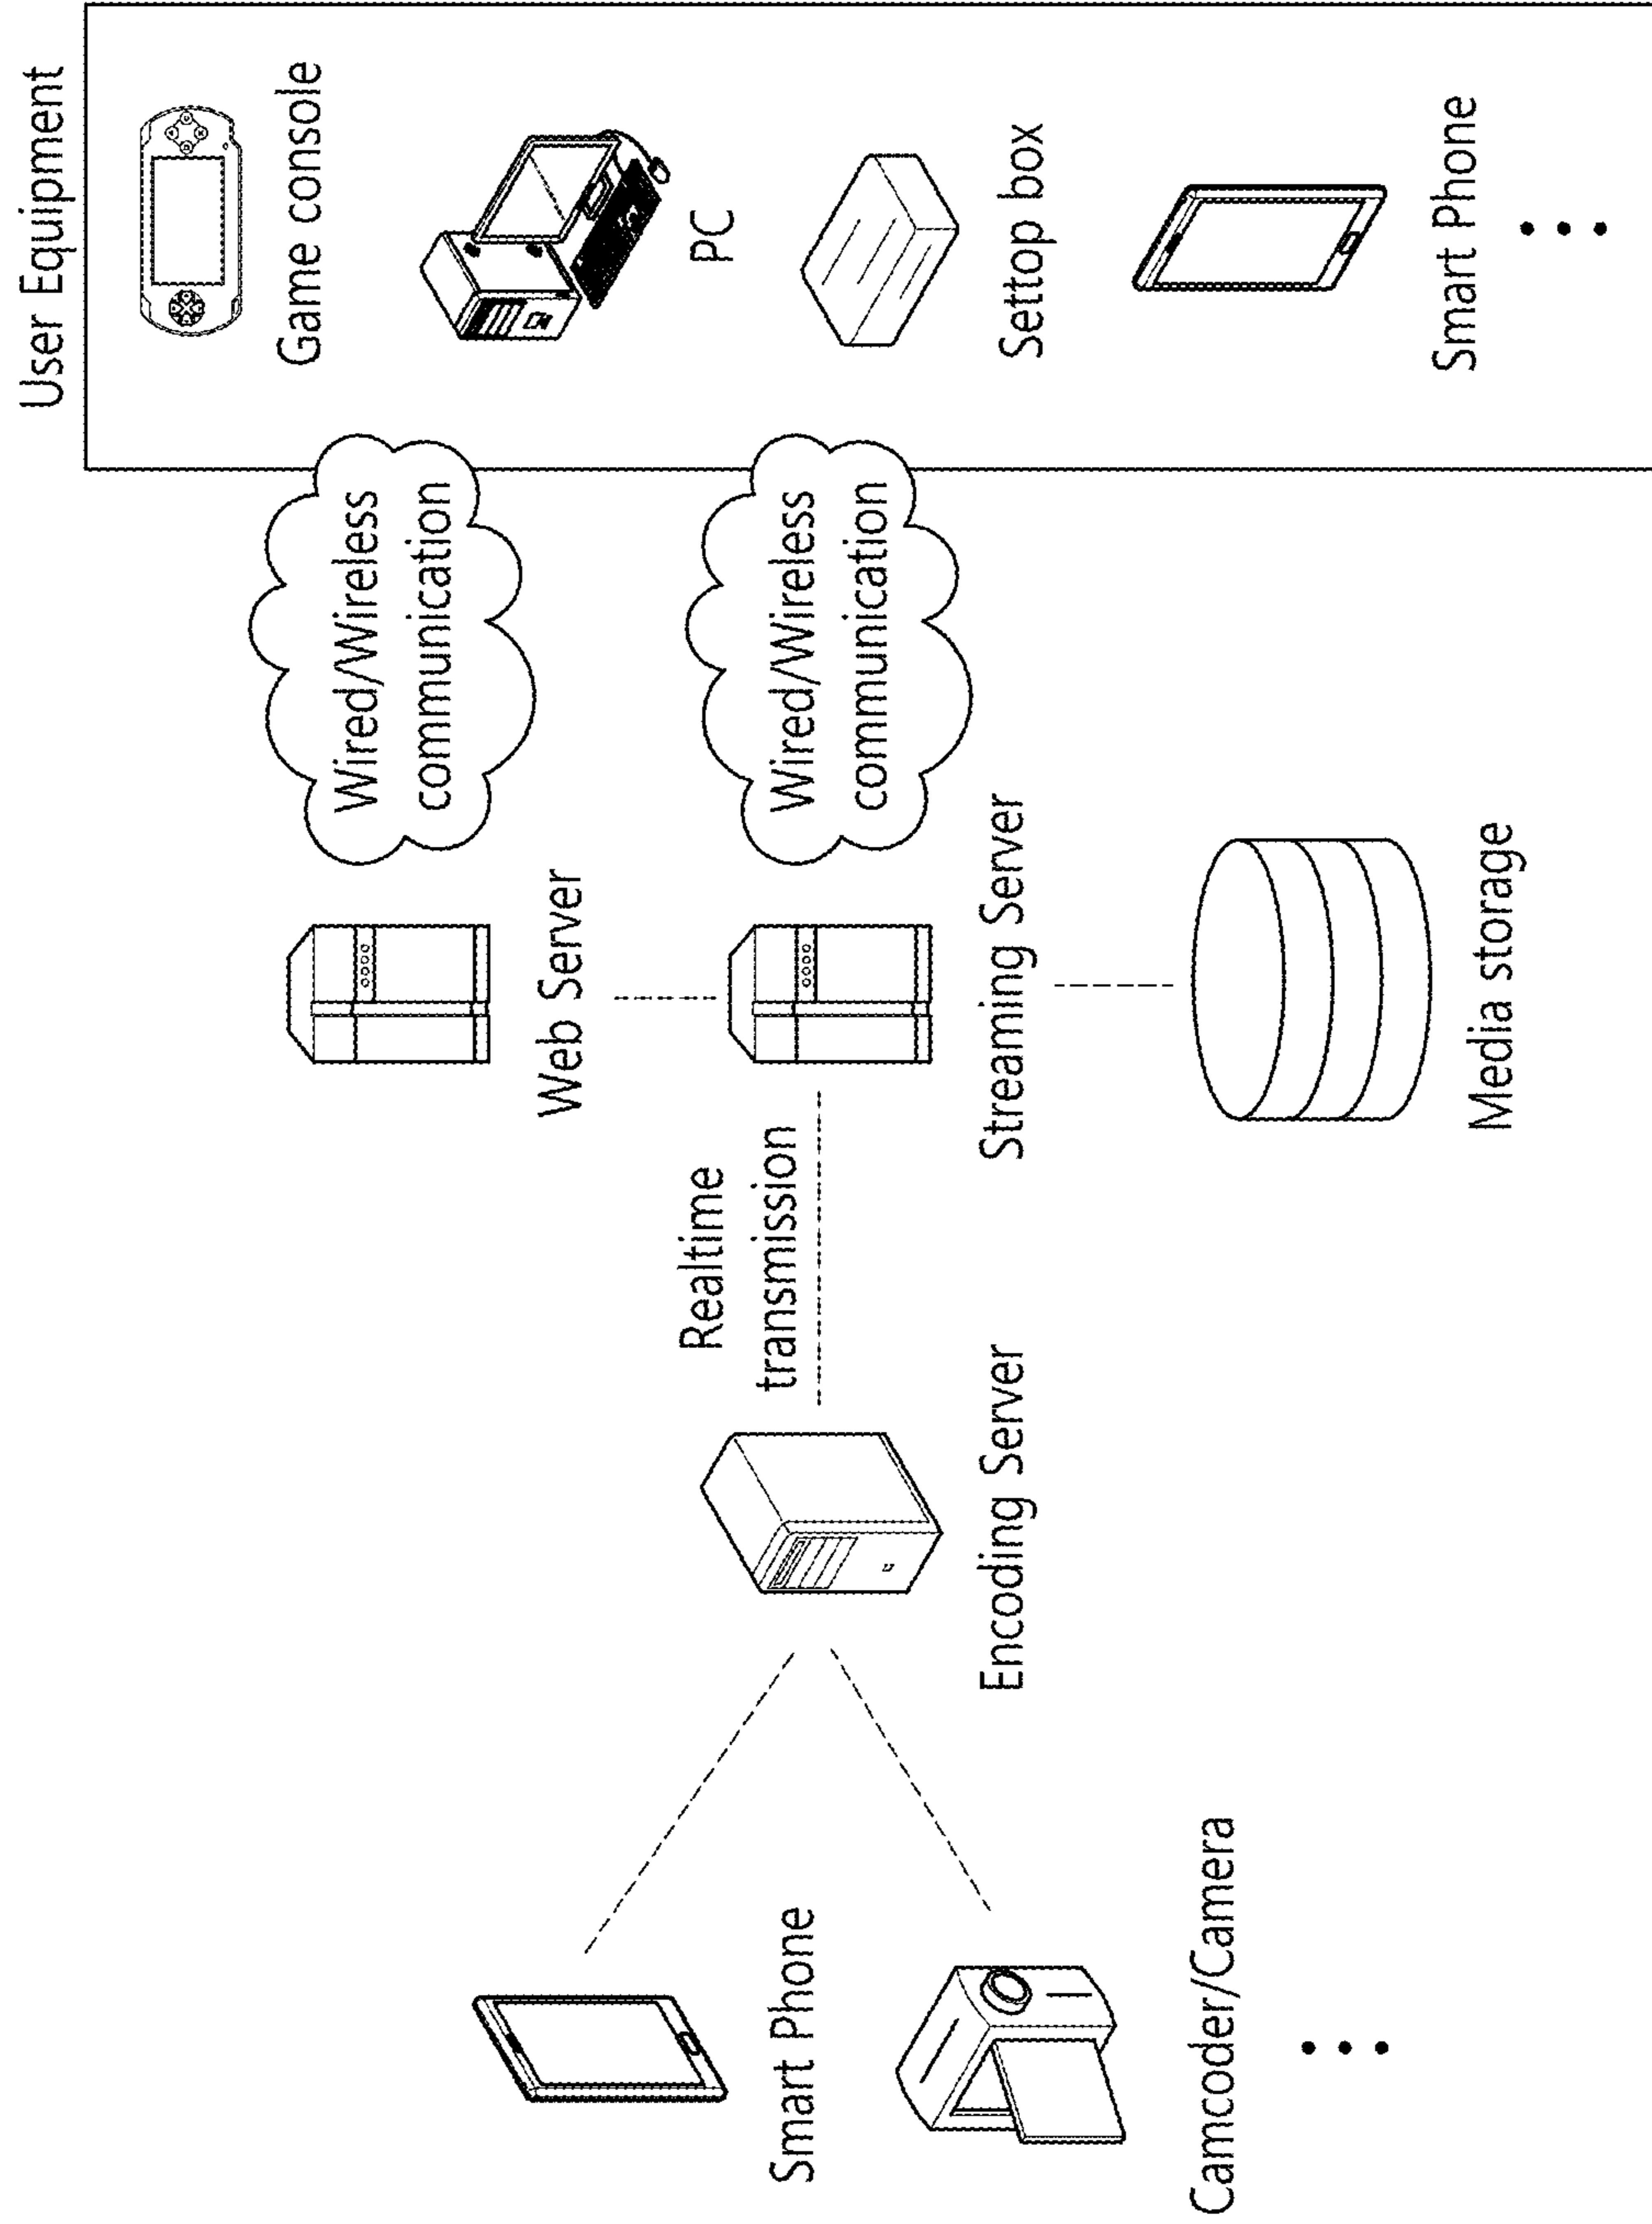 User Equipment
Game console
PC
Settop box
Smart Phone
Wired/Wireless
communication
Wired/Wireless
communication
Web Server
Streaming Server
Media storage
Realtime
transmission
Encoding Server
Smart Phone
Camcoder/Camera